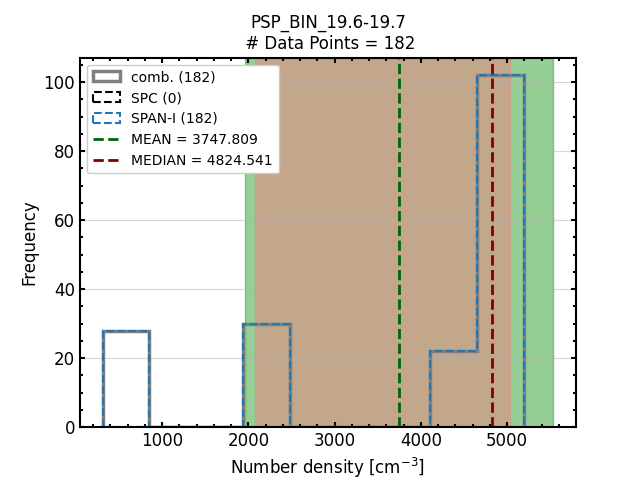 PSP_BIN_19.6-19.7
# Data Points = 182
comb. (182)
SPC (0)
SPAN-I (182)
MEAN = 3747.809
MEDIAN = 4824.541
Frequency
100
80
60
40
20
0
1000
2000
3000
4000
5000
Number density [cm⁻³]